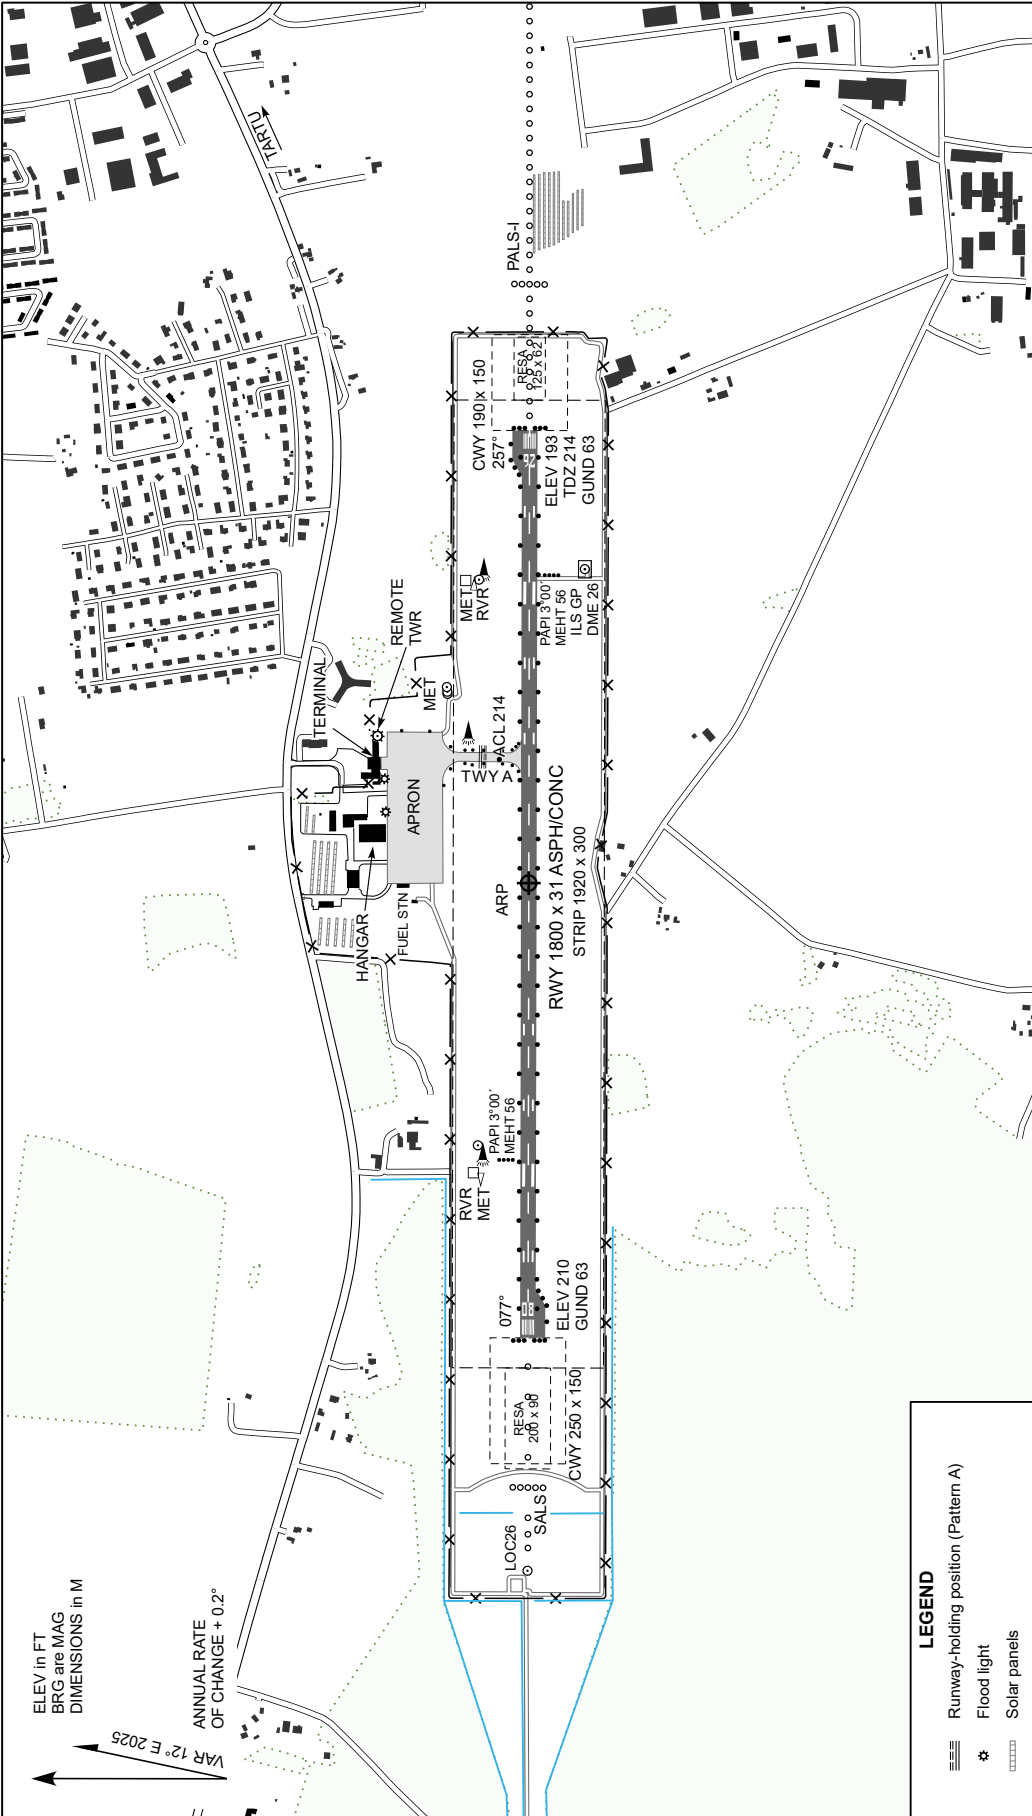 TARTU
PALS-I
RESA
125 x 62
CWY 190 x 150
257°
26
ELEV 193
TDZ 214
GUND 63
MET
RVR
PAPI 3°00´
MEHT 56
ILS GP
DME 26
REMOTE
TWR
TERMINAL
MET
ACL 214
TWY A
APRON
ARP
RWY 1800 x 31 ASPH/CONC
STRIP 1920 x 300
HANGAR
FUEL STN
PAPI 3°00´
MEHT 56
RVR
MET
077°
08
ELEV 210
GUND 63
RESA
200 x 90
CWY 250 x 150
SALS
LOC26
ELEV in FT
BRG are MAG
DIMENSIONS in M
ANNUAL RATE
OF CHANGE + 0.2°
VAR 12° E 2025
LEGEND
Runway-holding position (Pattern A)
Flood light
Solar panels